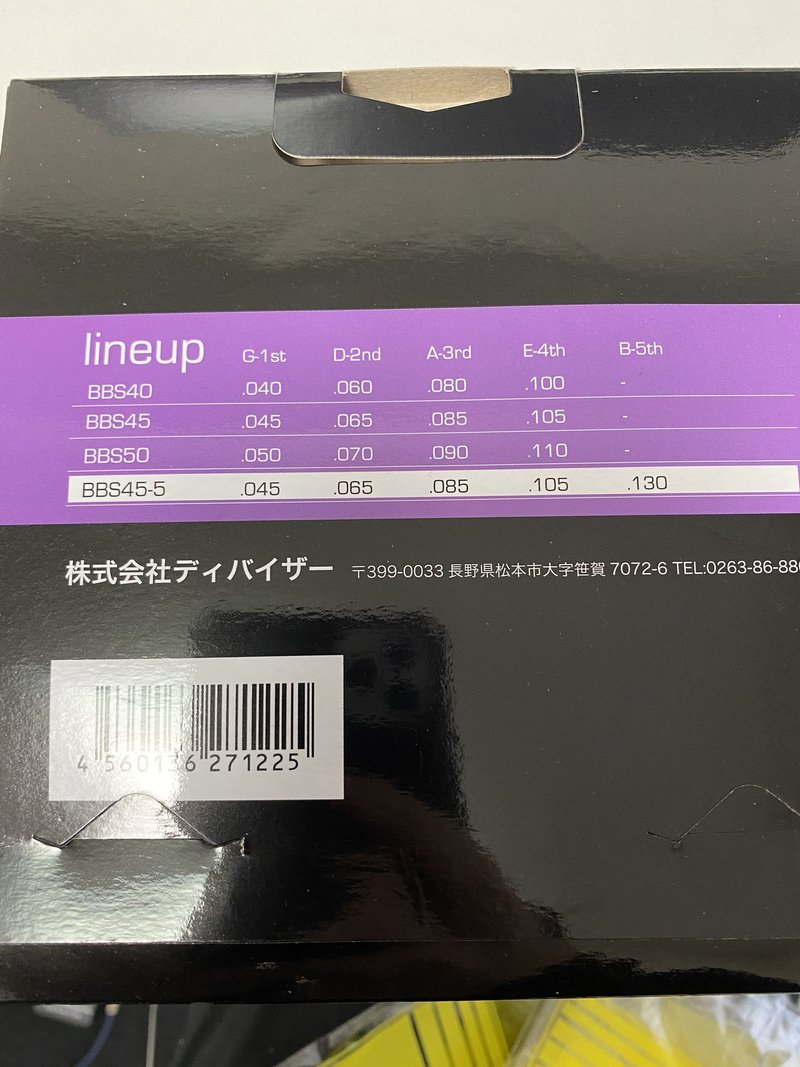 lineup G-1st D-2nd A-3rd E-4th B-5th
BBS40 .040 .060 .080 .100 -
BBS45 .045 .065 .085 .105 -
BBS50 .050 .070 .090 .110 -
BBS45-5 .045 .065 .085 .105 .130
株式会社ディバイザー 〒399-0033 長野県松本市大字笹賀 7072-6 TEL:0263-86-880
4 560136 271225